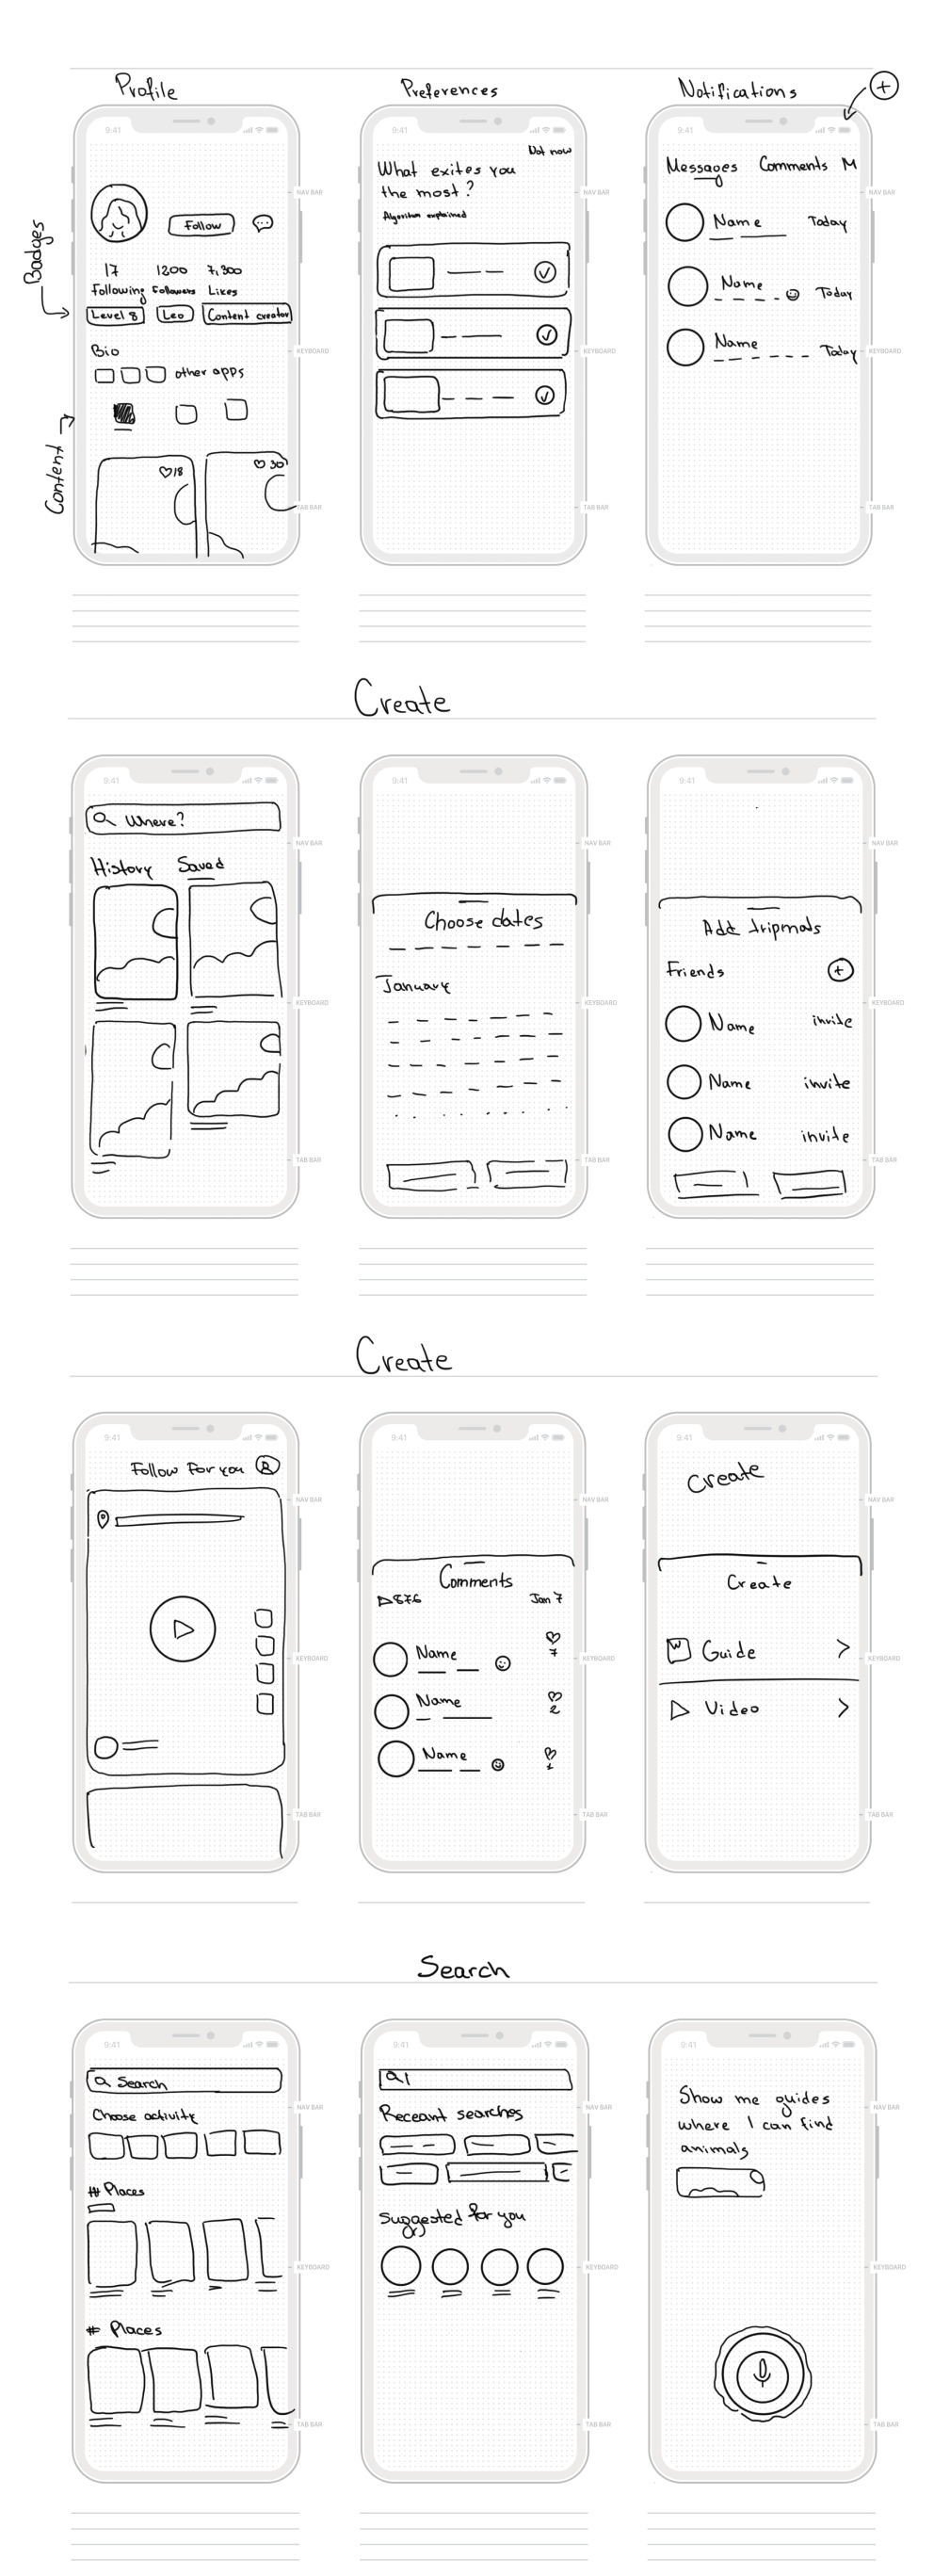 Profile
Preferences
Notifications
+
9:41
NAV BAR
KEYBOARD
TAB BAR
Badges
Content
Follow
17 1200 7,300
Following Followers Likes
Level 8 Leo Content creator
Bio
other apps
18
30
9:41
NAV BAR
KEYBOARD
TAB BAR
Not now
What exites you
the most?
Algorithm explained
9:41
NAV BAR
KEYBOARD
TAB BAR
Messages Comments M
Name Today
Name Today
Name Today
Create
9:41
NAV BAR
KEYBOARD
TAB BAR
Where?
History Saved
9:41
NAV BAR
KEYBOARD
TAB BAR
Choose dates
January
9:41
NAV BAR
KEYBOARD
TAB BAR
Add tripmats
Friends +
Name invite
Name invite
Name invite
Create
9:41
NAV BAR
KEYBOARD
TAB BAR
Follow For you
9:41
NAV BAR
KEYBOARD
TAB BAR
Comments
876 Jan 7
Name 7
Name 2
Name 1
9:41
NAV BAR
KEYBOARD
TAB BAR
Create
Create
W Guide
Video
Search
9:41
NAV BAR
KEYBOARD
TAB BAR
Search
Choose activity
# Places
# Places
9:41
NAV BAR
KEYBOARD
TAB BAR
Receant searches
Suggested for you
9:41
NAV BAR
KEYBOARD
TAB BAR
Show me guides
where I can find
animals